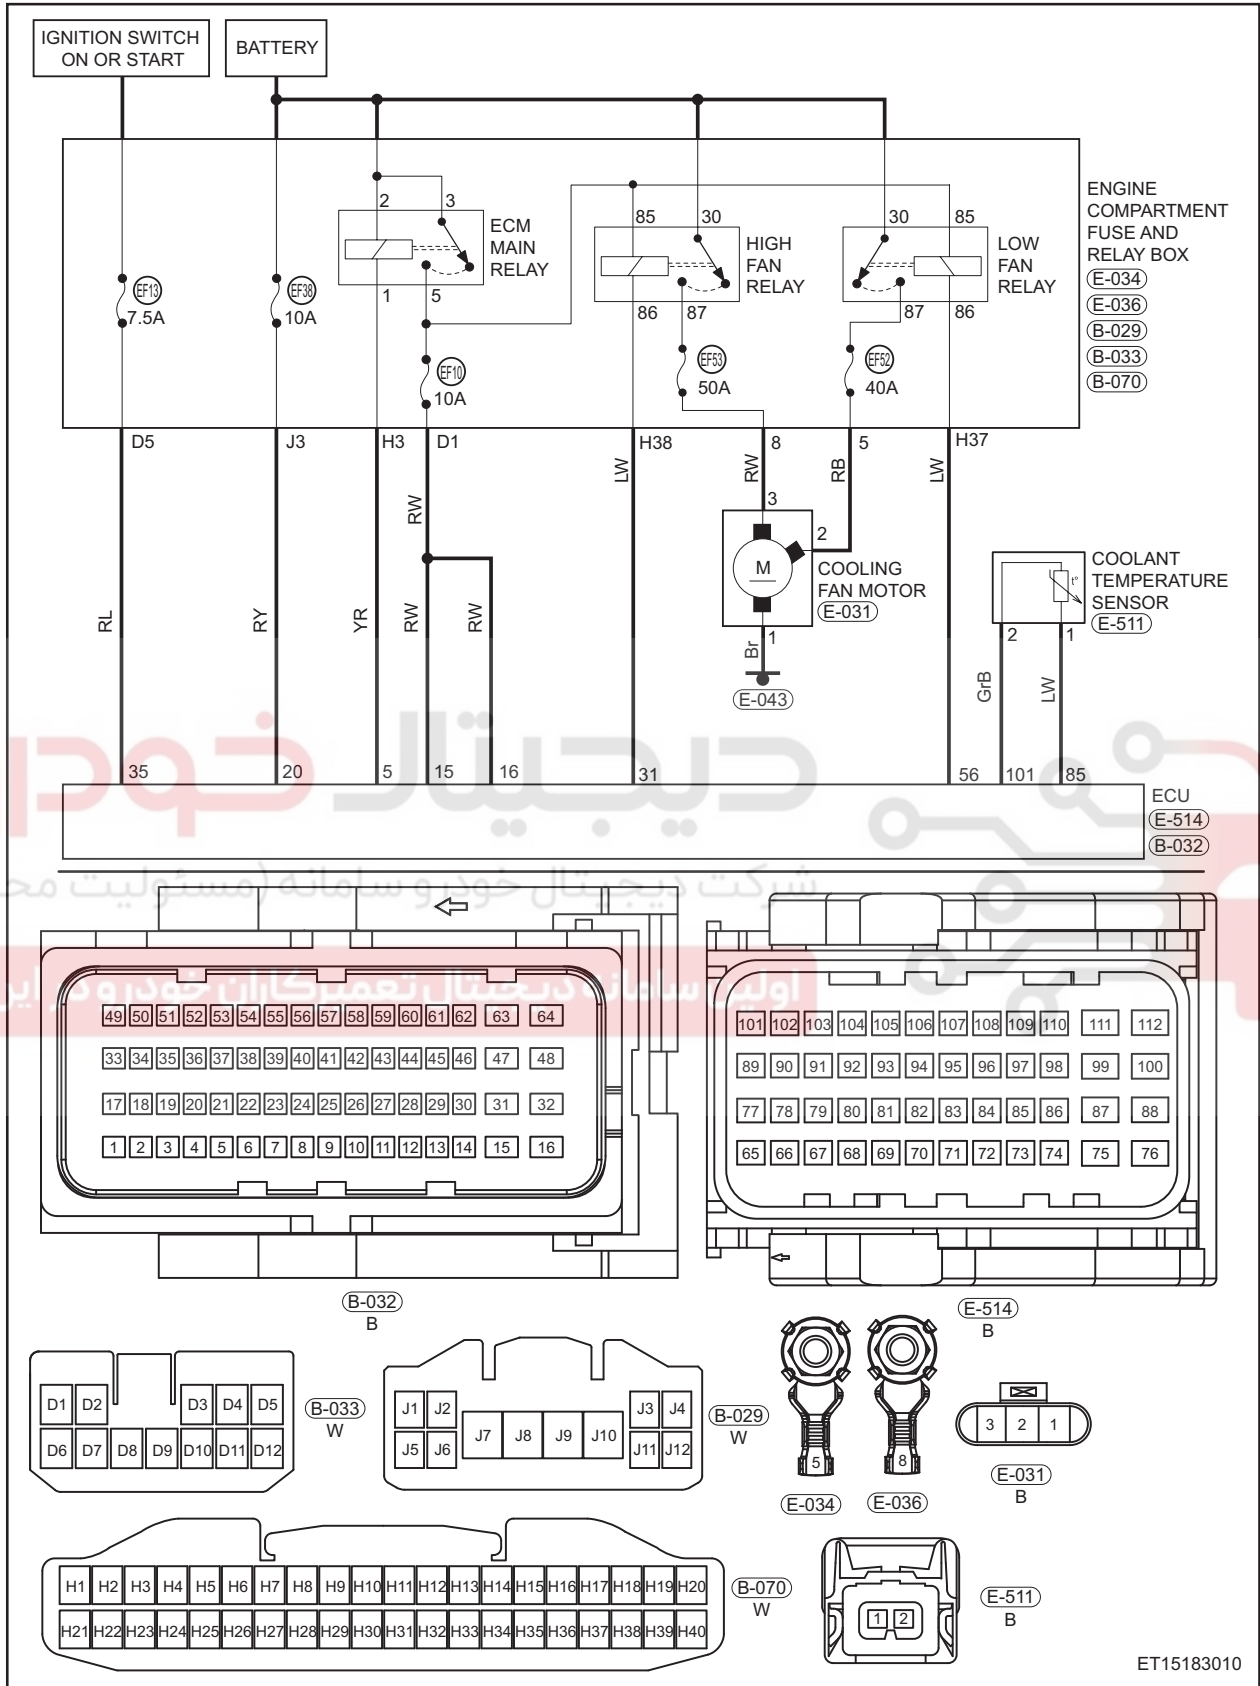 IGNITION SWITCH
ON OR START
BATTERY
2
3
ECM
MAIN
RELAY
1
5
85
30
HIGH
FAN
RELAY
86
87
30
85
LOW
FAN
RELAY
87
86
ENGINE
COMPARTMENT
FUSE AND
RELAY BOX
E-034
E-036
B-029
B-033
B-070
EF13
7.5A
EF38
10A
EF10
10A
EF53
50A
EF52
40A
D5
J3
H3
D1
H38
8
5
H37
RW
LW
RW
RB
LW
3
2
M
COOLING
FAN MOTOR
E-031
1
Br
E-043
COOLANT
TEMPERATURE
SENSOR
E-511
t°
2
1
RL
RY
YR
RW
RW
GrB
LW
دیجیتال خودرو
35
20
5
15
16
31
56
101
85
ECU
E-514
B-032
شرکت دیجیتال خودرو سامانه (مسئولیت مح
اولین سامانه دیجیتال تعمیرکاران خودرو در ایر
49 50 51 52 53 54 55 56 57 58 59 60 61 62 63 64
33 34 35 36 37 38 39 40 41 42 43 44 45 46 47 48
17 18 19 20 21 22 23 24 25 26 27 28 29 30 31 32
1 2 3 4 5 6 7 8 9 10 11 12 13 14 15 16
B-032
B
101 102 103 104 105 106 107 108 109 110 111 112
89 90 91 92 93 94 95 96 97 98 99 100
77 78 79 80 81 82 83 84 85 86 87 88
65 66 67 68 69 70 71 72 73 74 75 76
E-514
B
D1 D2 D3 D4 D5
D6 D7 D8 D9 D10 D11 D12
B-033
W
J1 J2 J3 J4
J5 J6 J7 J8 J9 J10 J11 J12
B-029
W
5
E-034
8
E-036
3 2 1
E-031
B
H1 H2 H3 H4 H5 H6 H7 H8 H9 H10 H11 H12 H13 H14 H15 H16 H17 H18 H19 H20
H21 H22 H23 H24 H25 H26 H27 H28 H29 H30 H31 H32 H33 H34 H35 H36 H37 H38 H39 H40
B-070
W
1 2
E-511
B
ET15183010